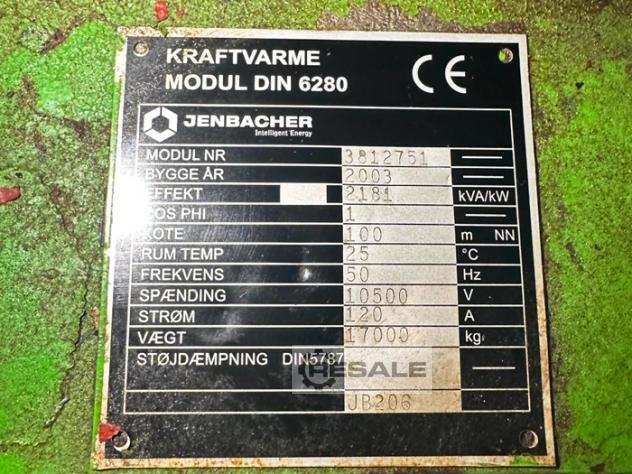 KRAFTVARME
MODUL DIN 6280
CE
JENBACHER
Intelligent Energy
MODUL NR 3812751
BYGGE ÅR 2003
EFFEKT 2181 kVA/kW
COS PHI 1
KOTE 100 m NN
RUM TEMP 25 °C
FREKVENS 50 Hz
SPÆNDING 10500 V
STRØM 120 A
VÆGT 17000 kg
STØJDÆMPNING DIN5787
RESALE
JB206